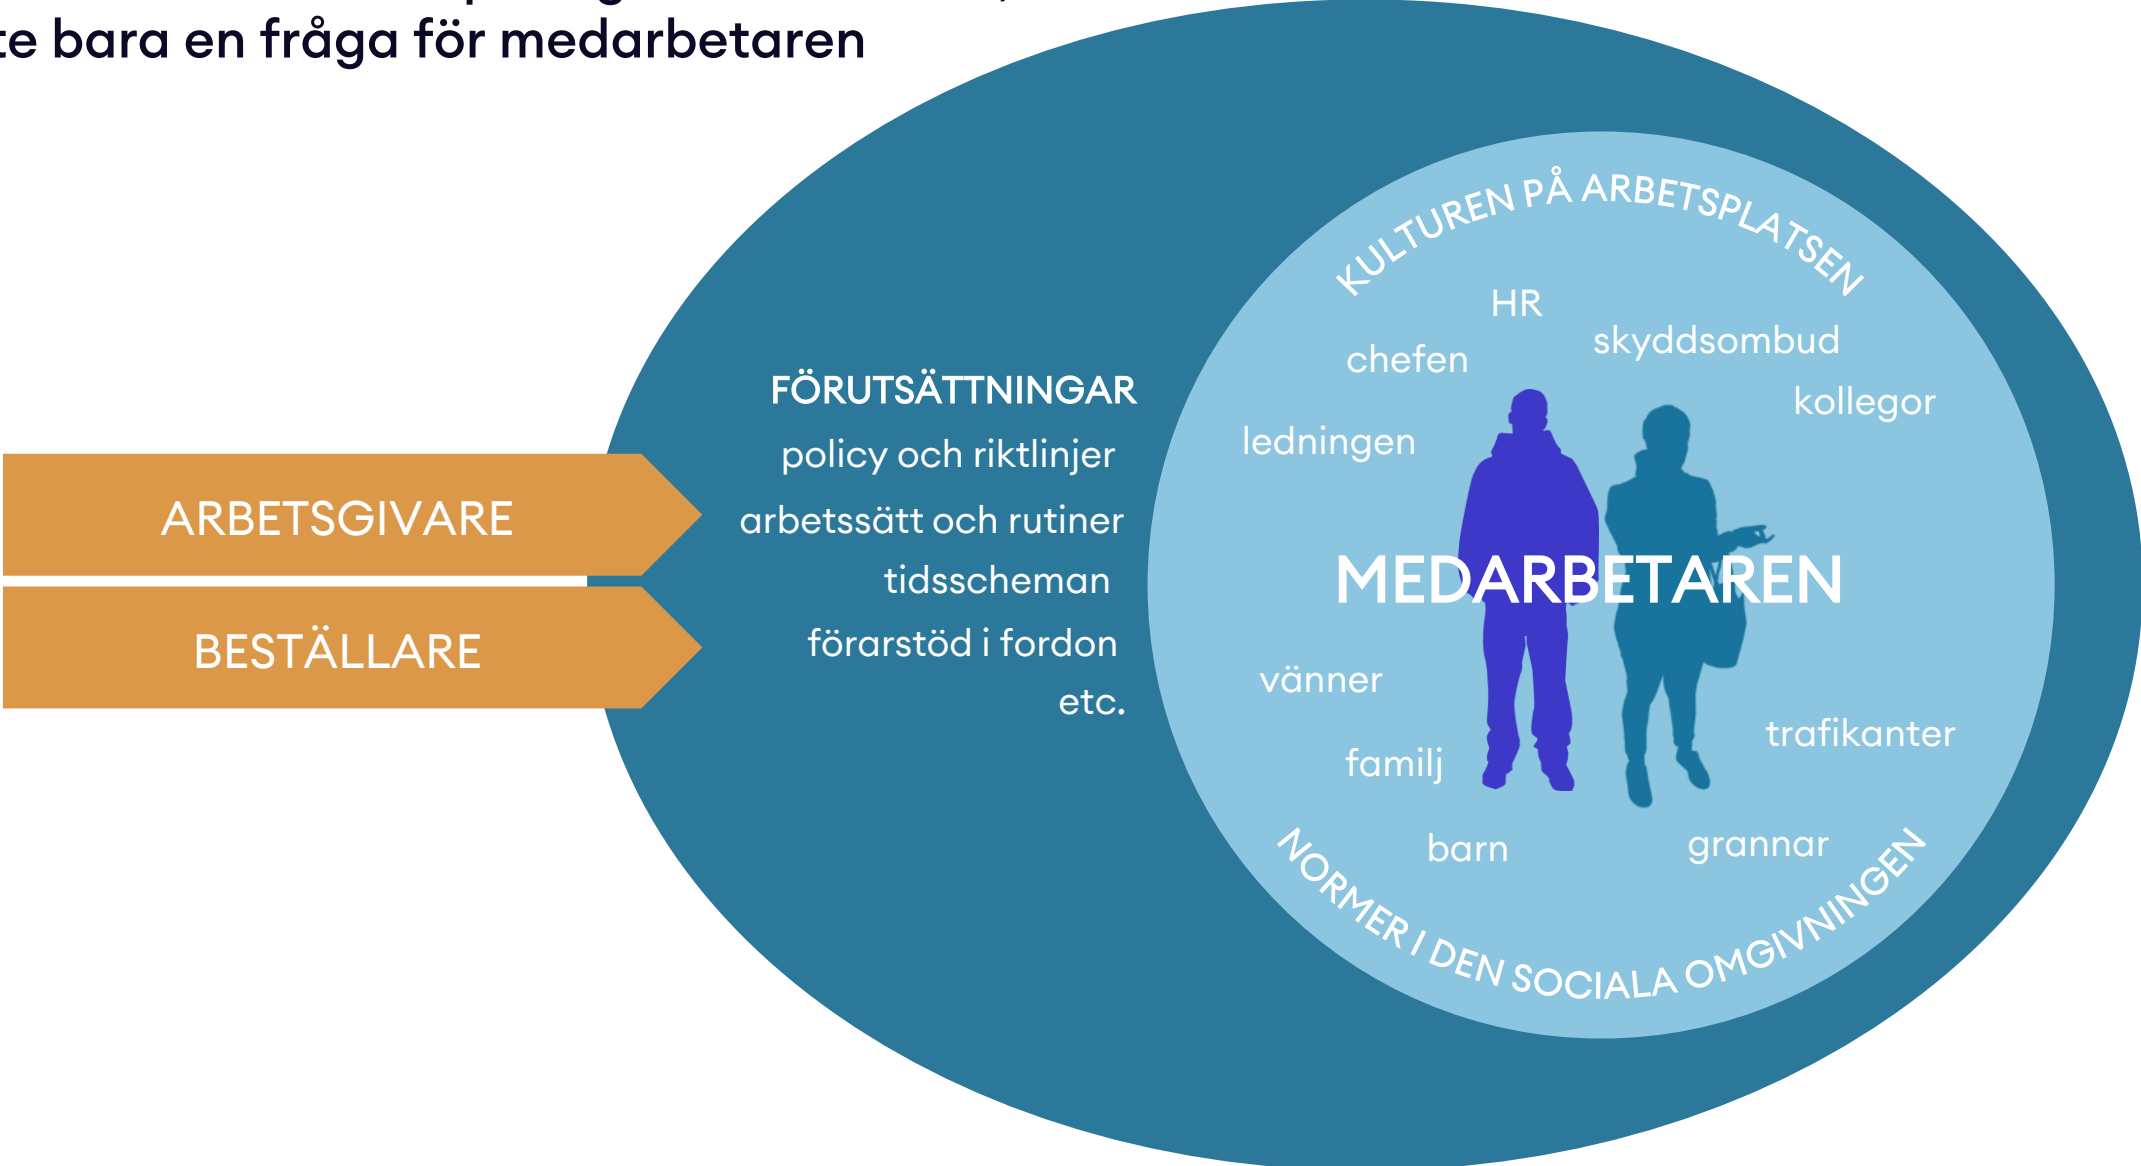 bara en fråga för medarbetaren
KULTUREN PÅ ARBETSPLATSEN
HR
skyddsombud
chefen
kollegor
ledningen
FÖRUTSÄTTNINGAR
policy och riktlinjer
arbetssätt och rutiner
tidsscheman
förarstöd i fordon
etc.
ARBETSGIVARE
BESTÄLLARE
MEDARBETAREN
vänner
trafikanter
familj
barn
grannar
NORMER I DEN SOCIALA OMGIVNINGEN